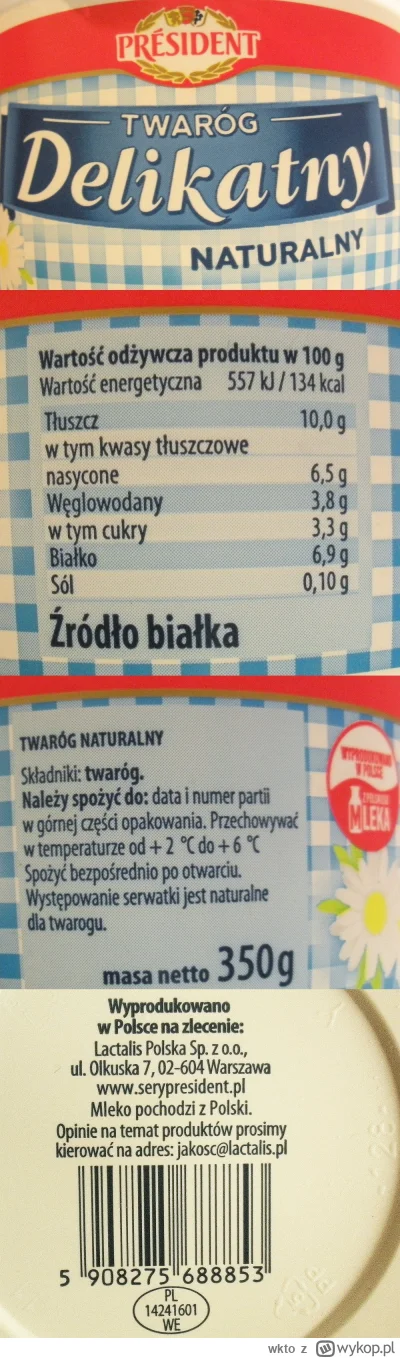 PRÉSIDENT
TWARÓG
Delikatny
NATURALNY
Wartość odżywcza produktu w 100 g
Wartość energetyczna 557 kJ / 134 kcal
Tłuszcz 10,0 g
w tym kwasy tłuszczowe
nasycone 6,5 g
Węglowodany 3,8 g
w tym cukry 3,3 g
Białko 6,9 g
Sól 0,10 g
Źródło białka
TWARÓG NATURALNY
Składniki: twaróg.
Należy spożyć do: data i numer partii
w górnej części opakowania. Przechowywać
w temperaturze od + 2 °C do + 6 °C
Spożyć bezpośrednio po otwarciu.
Występowanie serwatki jest naturalne
dla twarogu.
WYPRODUKOWANO
W POLSCE
Z POLSKIEGO
MLEKA
masa netto 350g
Wyprodukowano
w Polsce na zlecenie:
Lactalis Polska Sp. z o.o.,
ul. Olkuska 7, 02-604 Warszawa
www.serypresident.pl
Mleko pochodzi z Polski.
Opinie na temat produktów prosimy
kierować na adres: jakosc@lactalis.pl
5 908275 688853
PL
14241601
WE
wkto z wykop.pl